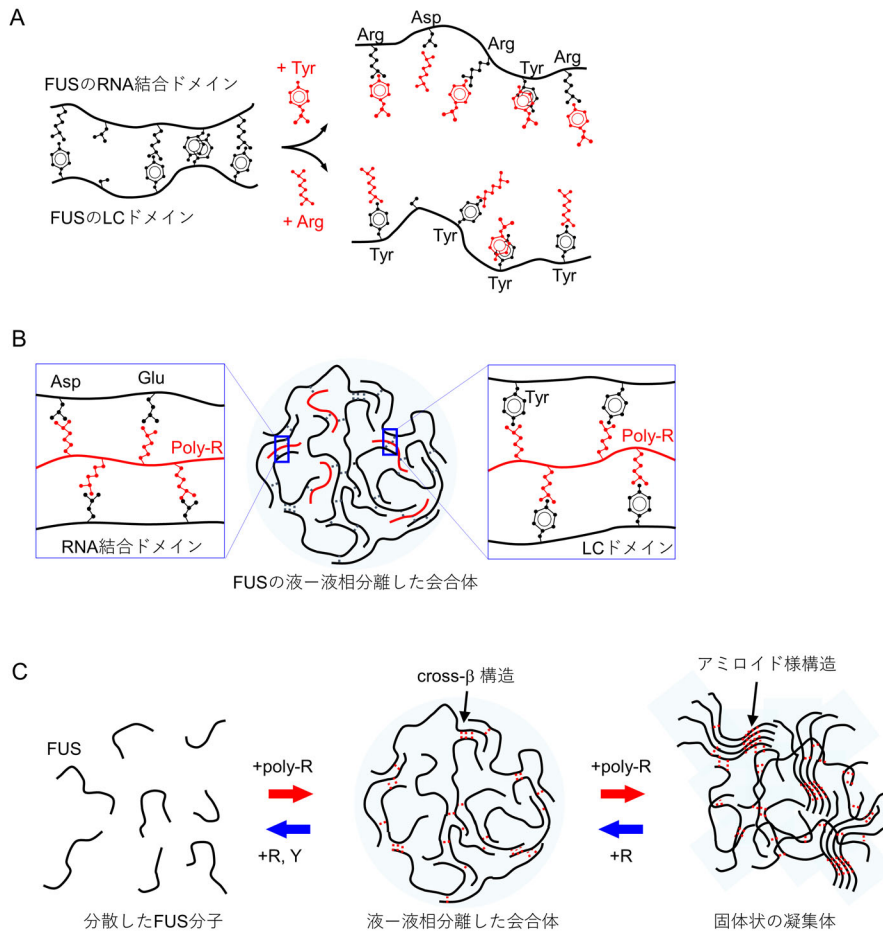 A
FUSのRNA結合ドメイン
FUSのLCドメイン
+ Tyr
+ Arg
Arg
Asp
Arg
Tyr
Arg
Tyr
Tyr
Tyr
Tyr
B
Asp
Glu
Poly-R
RNA結合ドメイン
FUSの液ー液相分離した会合体
Tyr
Poly-R
LCドメイン
C
FUS
分散したFUS分子
+poly-R
+R, Y
cross-β 構造
液ー液相分離した会合体
+poly-R
+R
アミロイド様構造
固体状の凝集体